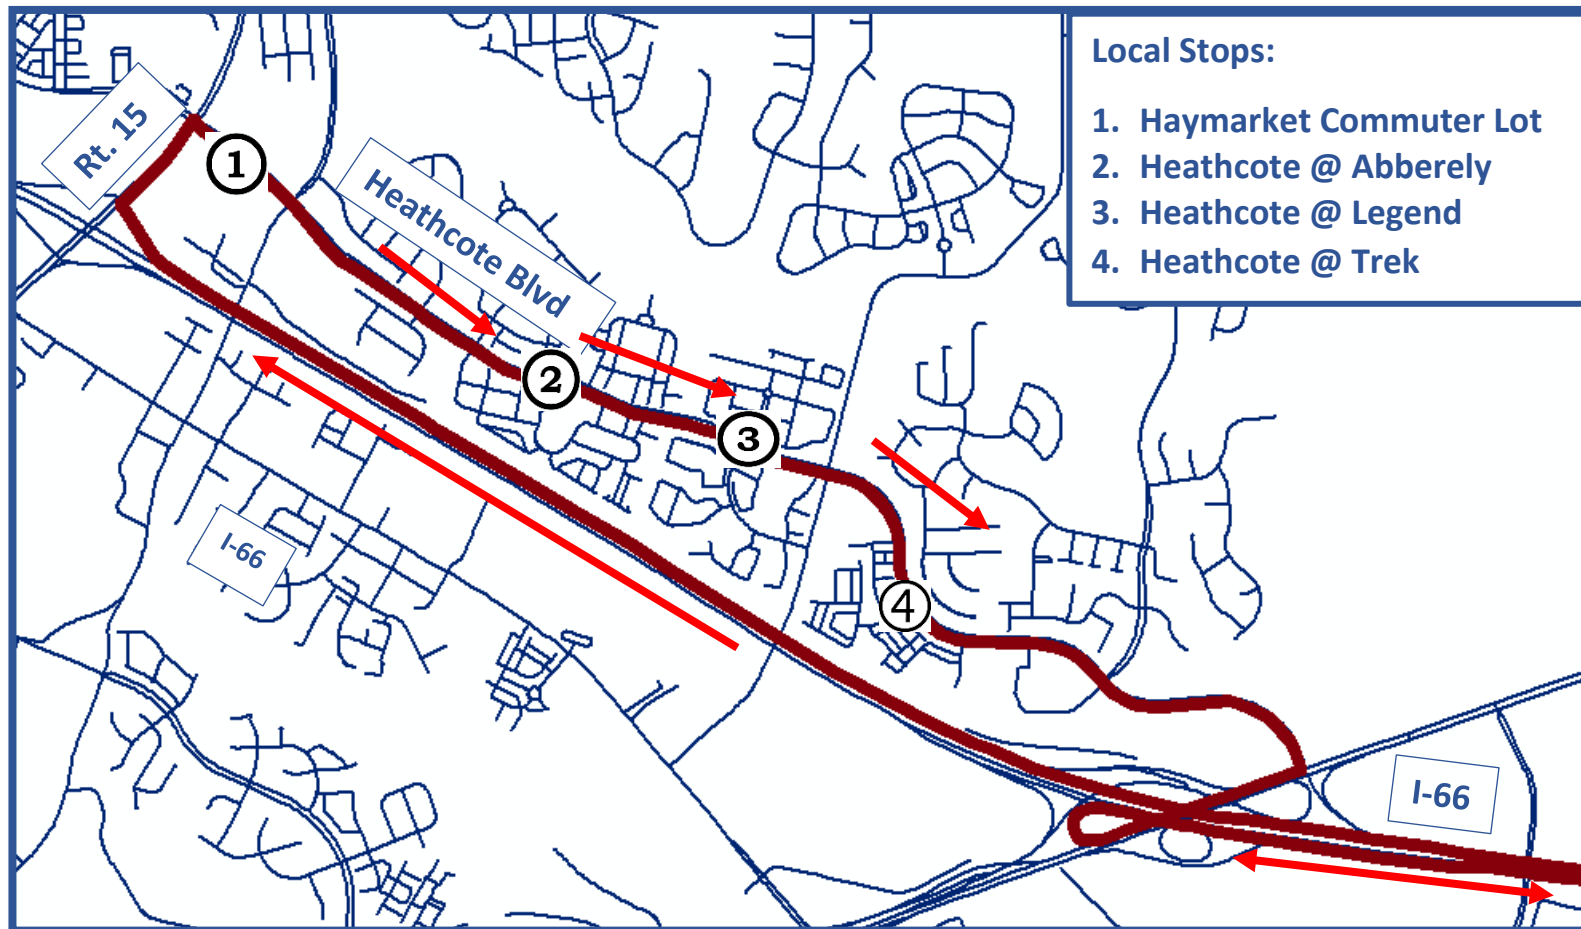 Local Stops:
1. Haymarket Commuter Lot
2. Heathcote @ Abberely
3. Heathcote @ Legend
4. Heathcote @ Trek
Rt. 15
1
Heathcote Blvd
2
3
4
I-66
I-66